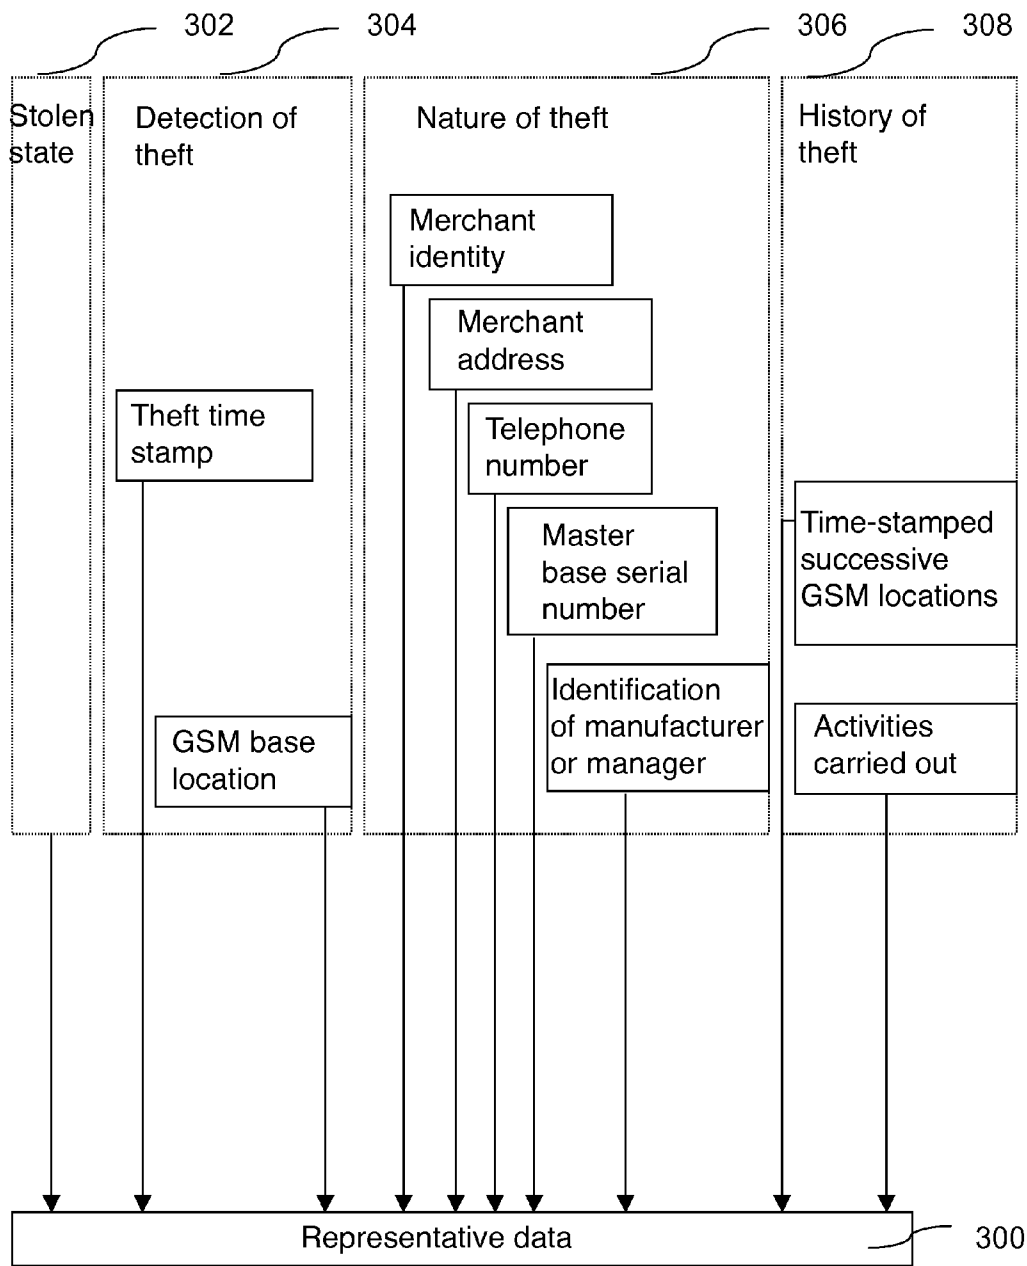 302
304
306
308
Stolen
state
Detection of
theft
Nature of theft
History of
theft
Merchant
identity
Merchant
address
Theft time
stamp
Telephone
number
Master
base serial
number
Time-stamped
successive
GSM locations
Identification
of manufacturer
or manager
GSM base
location
Activities
carried out
Representative data
300